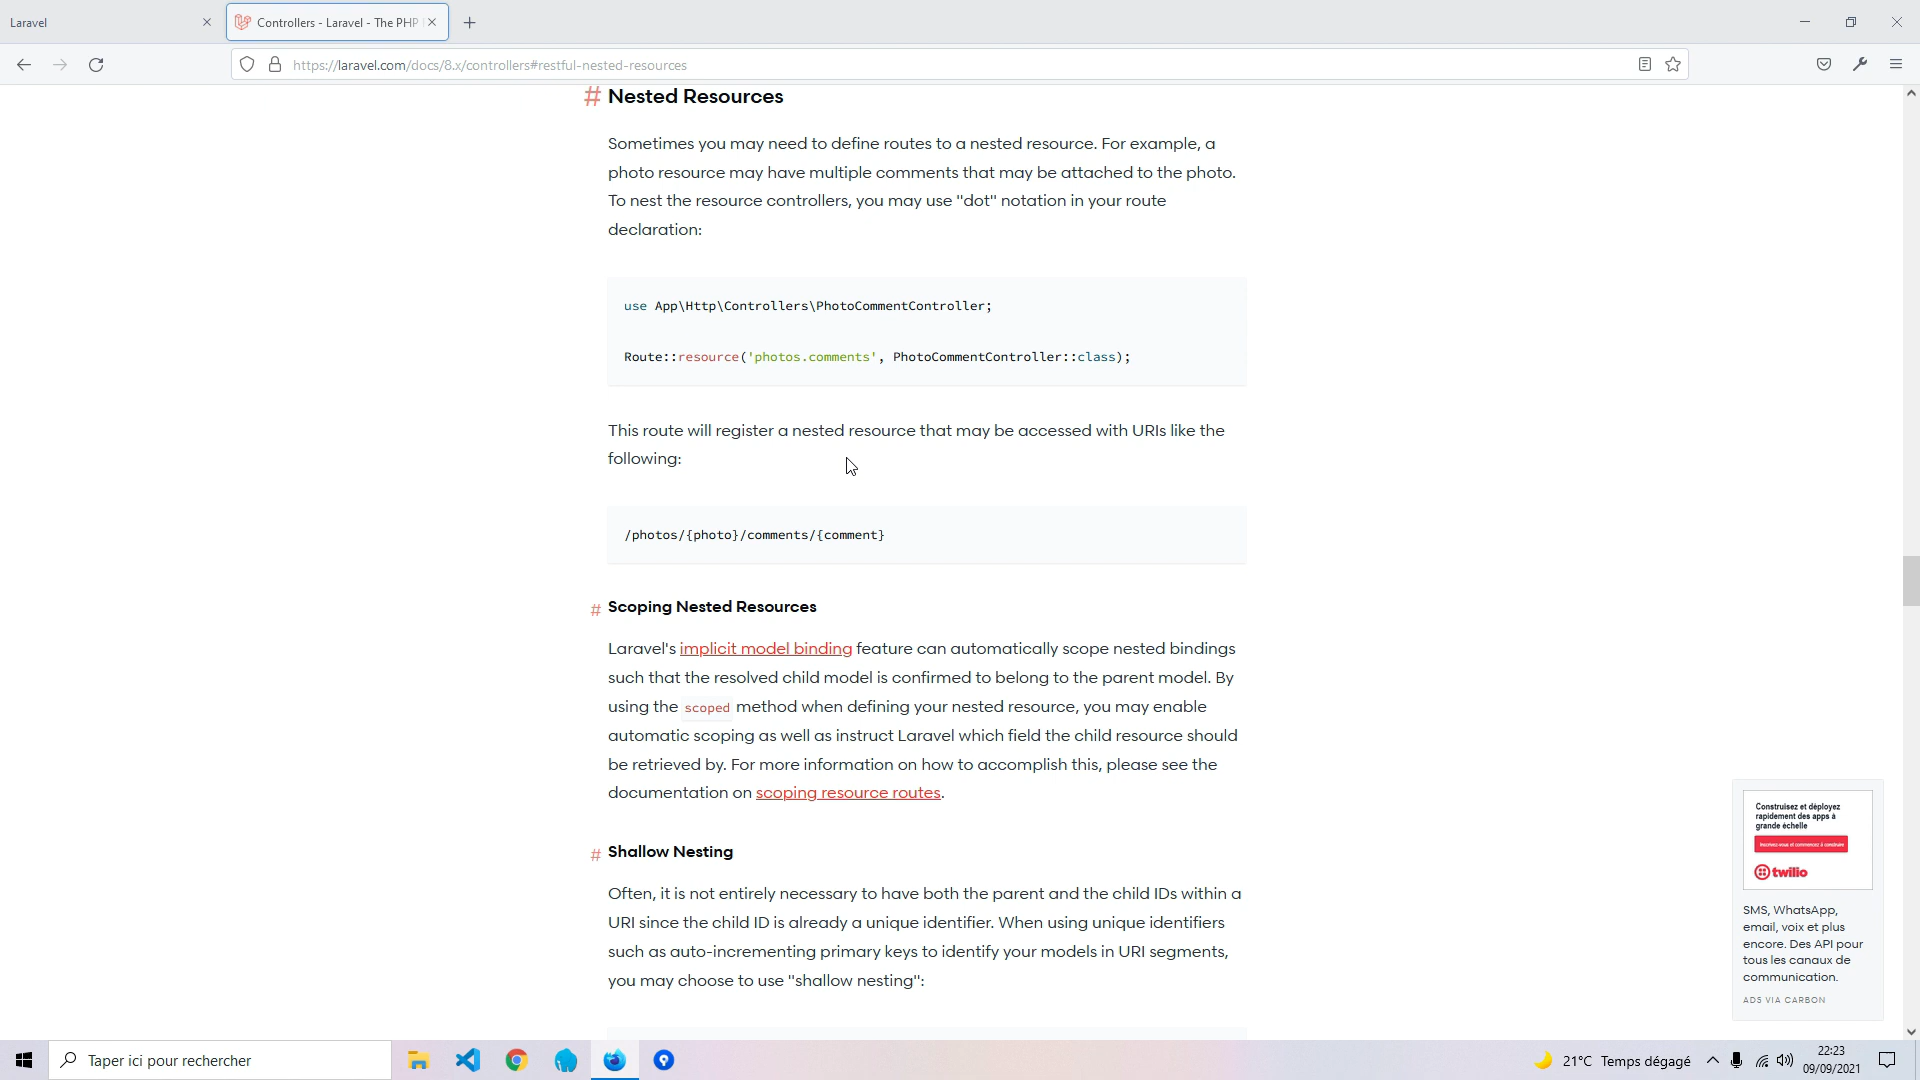 Laravel
Controllers - Laravel - The PHP
https://laravel.com/docs/8.x/controllers#restful-nested-resources
# Nested Resources
Sometimes you may need to define routes to a nested resource. For example, a
photo resource may have multiple comments that may be attached to the photo.
To nest the resource controllers, you may use "dot" notation in your route
declaration:
use App\Http\Controllers\PhotoCommentController;
Route::resource('photos.comments', PhotoCommentController::class);
This route will register a nested resource that may be accessed with URIs like the
following:
/photos/{photo}/comments/{comment}
# Scoping Nested Resources
Laravel's implicit model binding feature can automatically scope nested bindings
such that the resolved child model is confirmed to belong to the parent model. By
using the scoped method when defining your nested resource, you may enable
automatic scoping as well as instruct Laravel which field the child resource should
be retrieved by. For more information on how to accomplish this, please see the
documentation on scoping resource routes.
# Shallow Nesting
Often, it is not entirely necessary to have both the parent and the child IDs within a
URI since the child ID is already a unique identifier. When using unique identifiers
such as auto-incrementing primary keys to identify your models in URI segments,
you may choose to use "shallow nesting":
Construisez et déployez
rapidement des apps à
grande échelle
Inscrivez-vous et commencez à construire
twilio
SMS, WhatsApp,
email, voix et plus
encore. Des API pour
tous les canaux de
communication.
ADS VIA CARBON
Taper ici pour rechercher
21°C Temps dégagé
22:23
09/09/2021